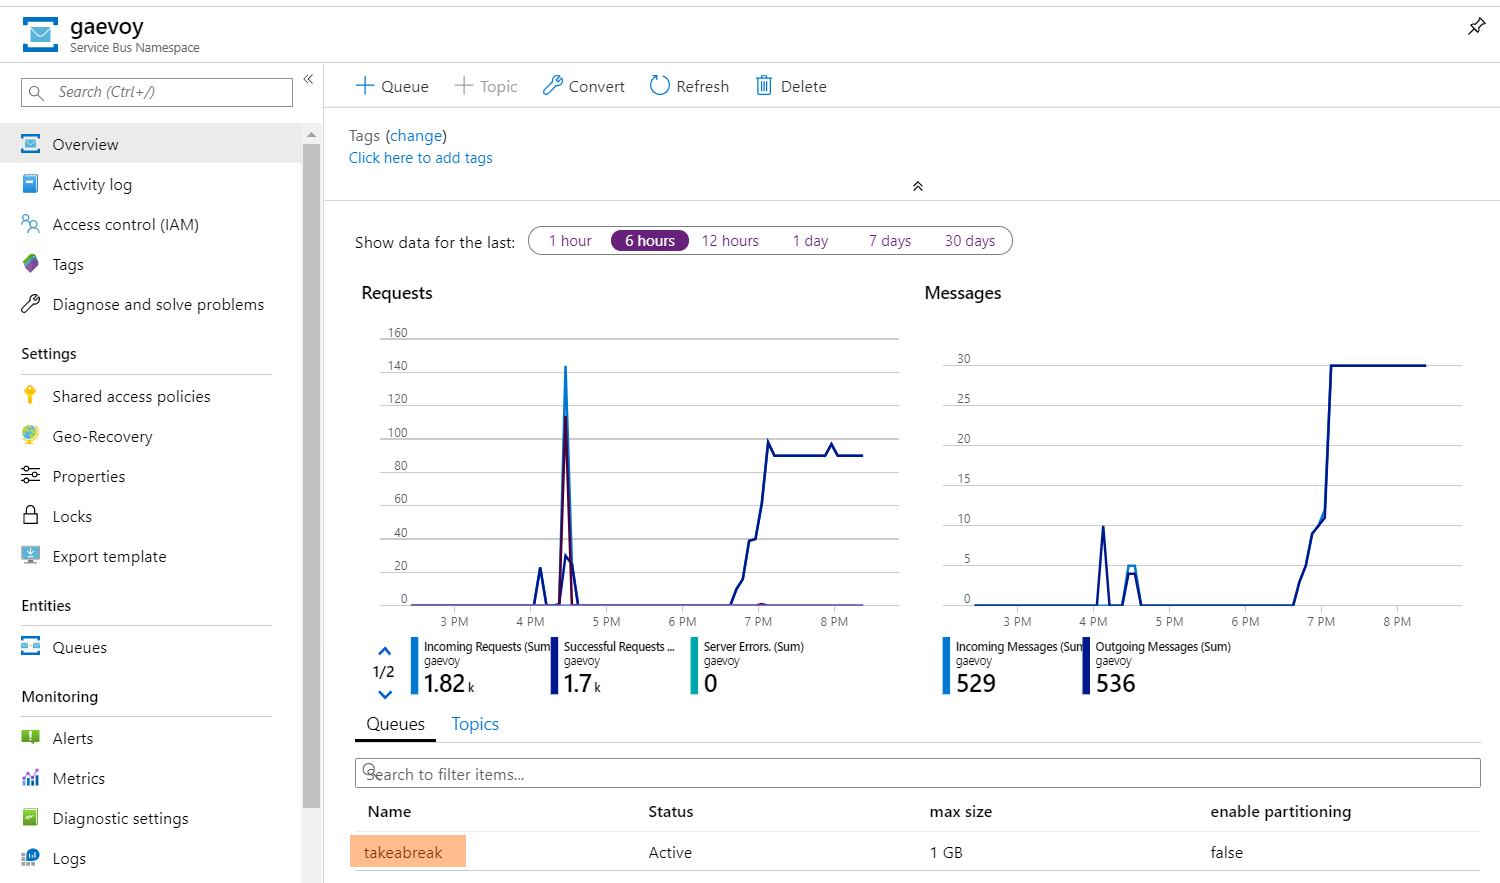 gaevoy
Service Bus Namespace
Search (Ctrl+/)
«
Overview
Activity log
Access control (IAM)
Tags
Diagnose and solve problems
Settings
Shared access policies
Geo-Recovery
Properties
Locks
Export template
Entities
Queues
Monitoring
Alerts
Metrics
Diagnostic settings
Logs
Queue Topic Convert Refresh Delete
Tags (change)
Click here to add tags
Show data for the last: 1 hour 6 hours 12 hours 1 day 7 days 30 days
Requests
160
140
120
100
80
60
40
20
0
3 PM 4 PM 5 PM 6 PM 7 PM 8 PM
1/2
Incoming Requests (Sum
gaevoy
1.82 k
Successful Requests ...
gaevoy
1.7 k
Server Errors. (Sum)
gaevoy
0
Messages
30
25
20
15
10
5
0
3 PM 4 PM 5 PM 6 PM 7 PM 8 PM
Incoming Messages (Sum
gaevoy
529
Outgoing Messages (Sum)
gaevoy
536
Queues Topics
Search to filter items...
Name Status max size enable partitioning
takeabreak Active 1 GB false